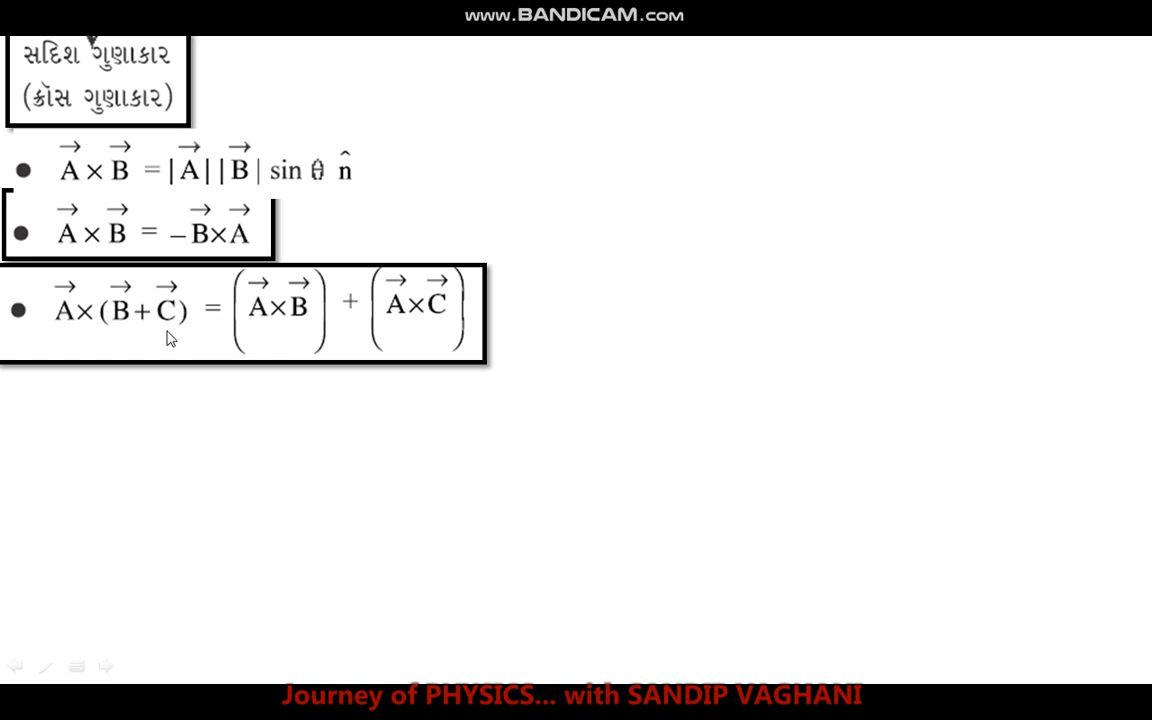 www.BANDICAM.com
સદિશ ગુણાકાર
(ક્રૉસ ગુણાકાર)
● A⃗ × B⃗ = |A⃗||B⃗| sin θ n̂
● A⃗ × B⃗ = –B⃗×A⃗
● A⃗×(B⃗+C⃗) = (A⃗×B⃗) + (A⃗×C⃗)
Journey of PHYSICS... with SANDIP VAGHANI